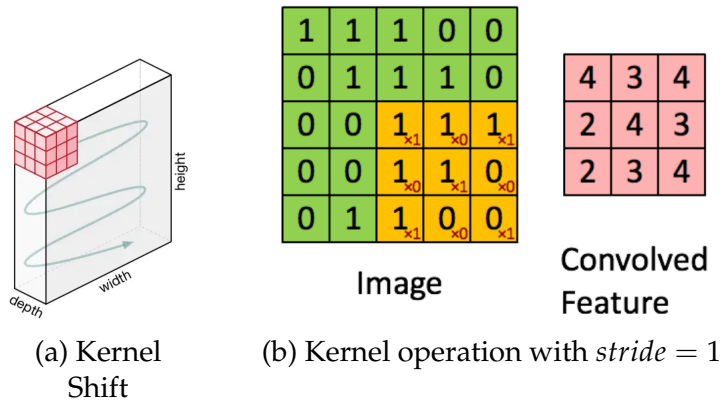 1 1 1 0 0
0 1 1 1 0
0 0 1×1 1×0 1×1
0 0 1×0 1×1 0×0
0 1 1×1 0×0 0×1
4 3 4
2 4 3
2 3 4
height
width
depth
Image
Convolved
Feature
(a) Kernel
Shift
(b) Kernel operation with stride = 1